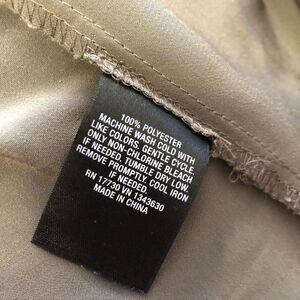 100% POLYESTER
MACHINE WASH COLD WITH
LIKE COLORS. GENTLE CYCLE.
ONLY NON-CHLORINE BLEACH
IF NEEDED. TUMBLE DRY LOW.
REMOVE PROMPTLY. COOL IRON
IF NEEDED.
RN 17730 VN 1343630
MADE IN CHINA